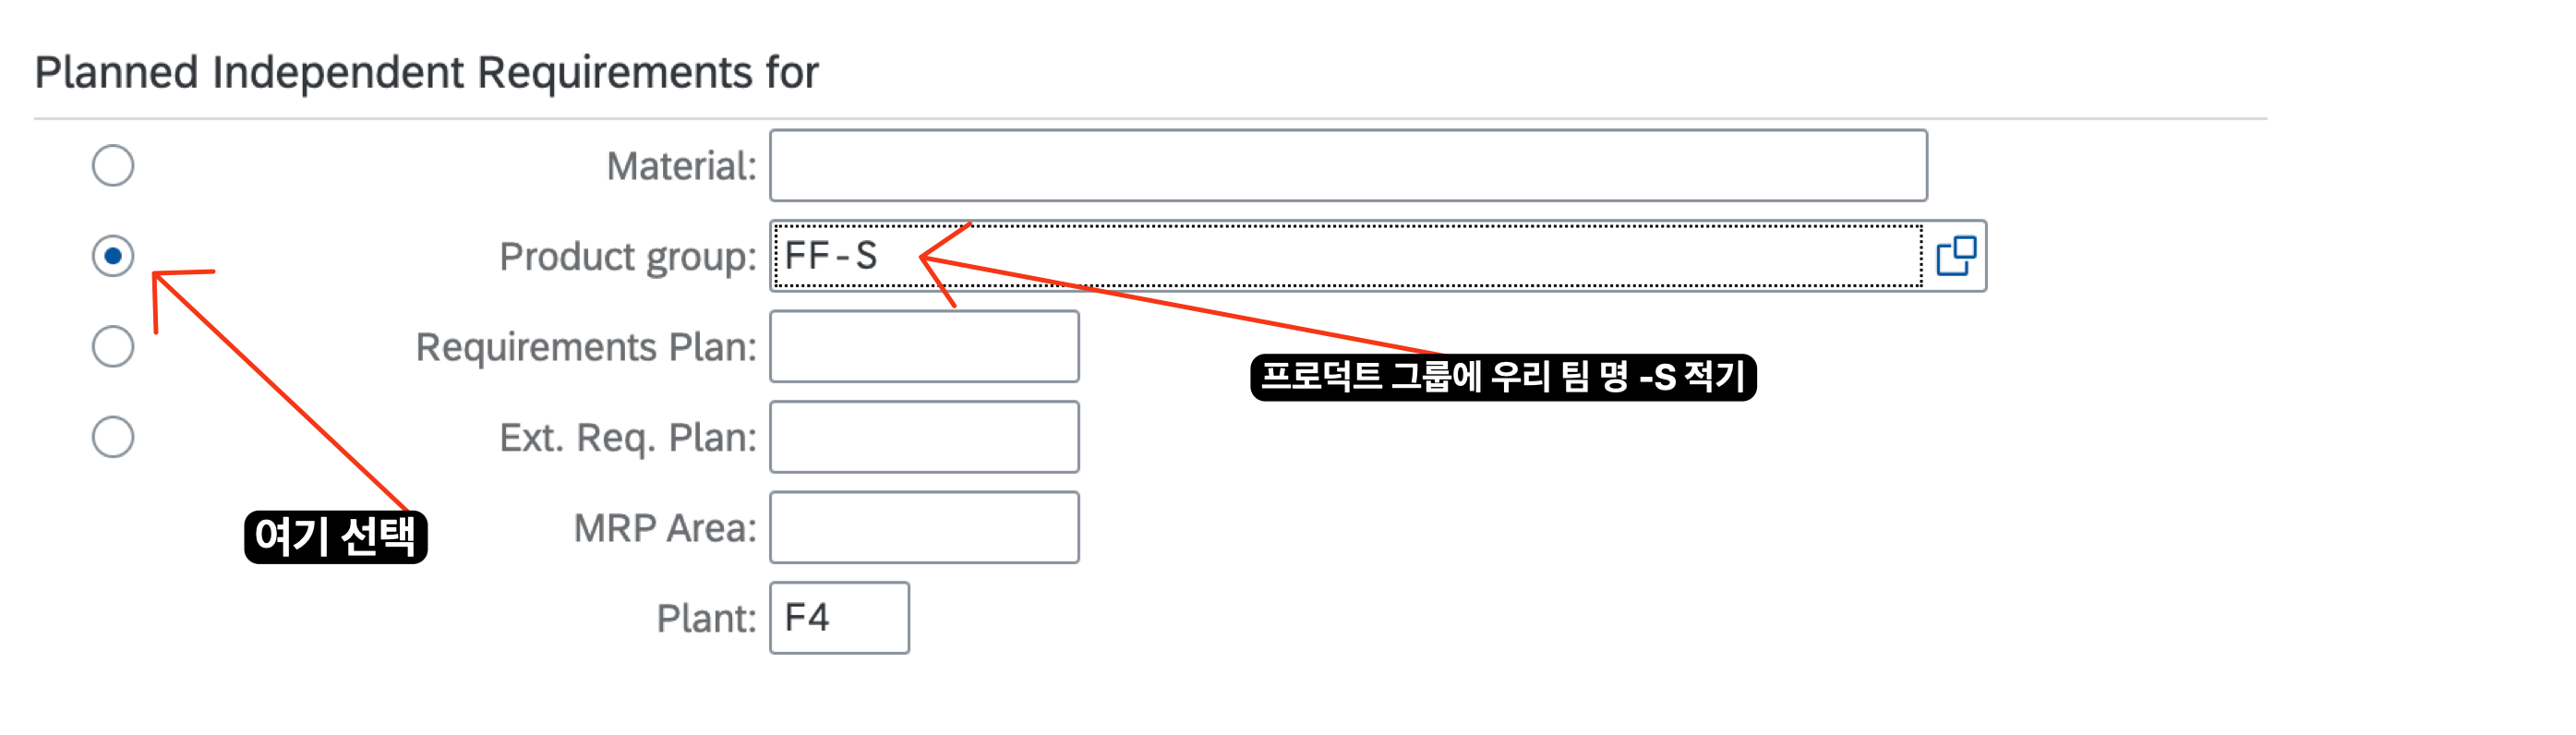 Planned Independent Requirements for
Material:
Product group: FF-S
Requirements Plan:
프로덕트 그룹에 우리 팀 명 -S 적기
Ext. Req. Plan:
여기 선택
MRP Area:
Plant: F4